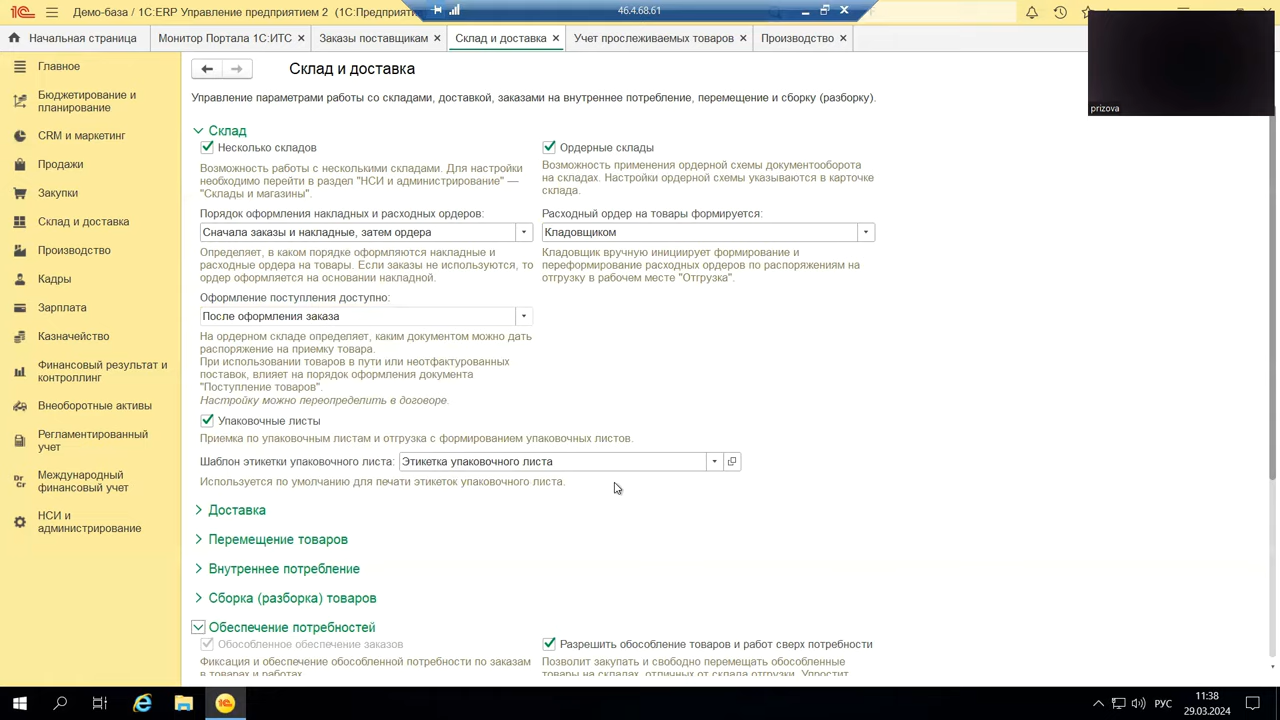 Демо-база / 1С:ERP Управление предприятием 2 (1С:Предприятие
46.4.68.61
Начальная страница
Монитор Портала 1С:ИТС
Заказы поставщикам
Склад и доставка
Учет прослеживаемых товаров
Производство
Главное
Бюджетирование и
планирование
CRM и маркетинг
Продажи
Закупки
Склад и доставка
Производство
Кадры
Зарплата
Казначейство
Финансовый результат и
контроллинг
Внеоборотные активы
Регламентированный
учет
Международный
финансовый учет
НСИ и
администрирование
prizova
Склад и доставка
Управление параметрами работы со складами, доставкой, заказами на внутреннее потребление, перемещение и сборку (разборку).
Склад
Несколько складов
Возможность работы с несколькими складами. Для настройки
необходимо перейти в раздел "НСИ и администрирование" —
"Склады и магазины".
Ордерные склады
Возможность применения ордерной схемы документооборота
на складах. Настройки ордерной схемы указываются в карточке
склада.
Порядок оформления накладных и расходных ордеров:
Сначала заказы и накладные, затем ордера
Определяет, в каком порядке оформляются накладные и
расходные ордера на товары. Если заказы не используются, то
ордер оформляется на основании накладной.
Расходный ордер на товары формируется:
Кладовщиком
Кладовщик вручную инициирует формирование и
переформирование расходных ордеров по распоряжениям на
отгрузку в рабочем месте "Отгрузка".
Оформление поступления доступно:
После оформления заказа
На ордерном складе определяет, каким документом можно дать
распоряжение на приемку товара.
При использовании товаров в пути или неотфактурованных
поставок, влияет на порядок оформления документа
"Поступление товаров".
Настройку можно переопределить в договоре.
Упаковочные листы
Приемка по упаковочным листам и отгрузка с формированием упаковочных листов.
Шаблон этикетки упаковочного листа: Этикетка упаковочного листа
Используется по умолчанию для печати этикеток упаковочного листа.
Доставка
Перемещение товаров
Внутреннее потребление
Сборка (разборка) товаров
Обеспечение потребностей
Обособленное обеспечение заказов
Фиксация и обеспечение обособленной потребности по заказам
в товарах и работах.
Разрешить обособление товаров и работ сверх потребности
Позволит закупать и свободно перемещать обособленные
товары на складах, отличных от склада отгрузки. Упростит
РУС
11:38
29.03.2024